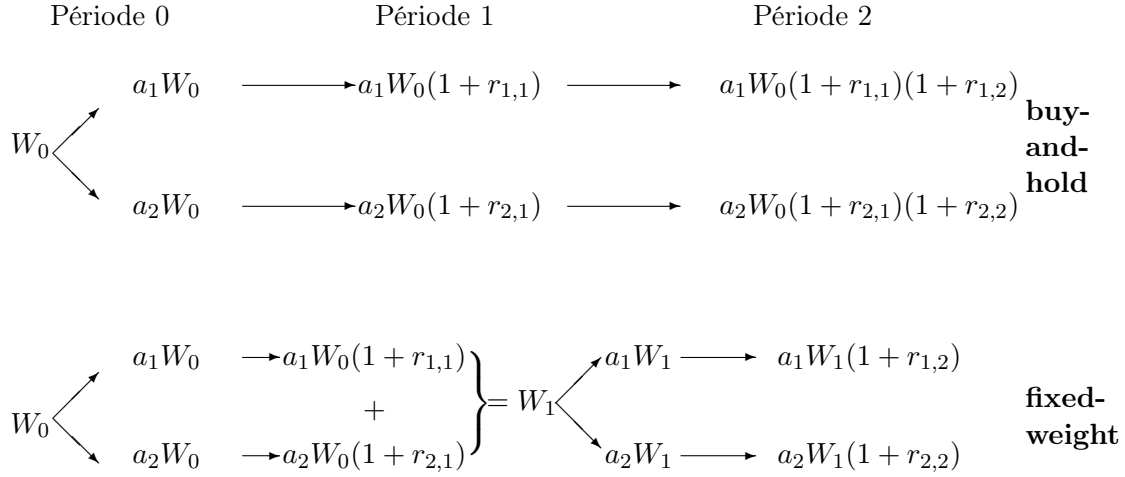 Période 0 Période 1 Période 2
a₁W₀ a₁W₀(1 + r₁,₁) a₁W₀(1 + r₁,₁)(1 + r₁,₂)
buy-
W₀ and-
hold
a₂W₀ a₂W₀(1 + r₂,₁) a₂W₀(1 + r₂,₁)(1 + r₂,₂)
a₁W₀ a₁W₀(1 + r₁,₁) a₁W₁ a₁W₁(1 + r₁,₂)
W₀ + = W₁ fixed-
weight
a₂W₀ a₂W₀(1 + r₂,₁) a₂W₁ a₂W₁(1 + r₂,₂)